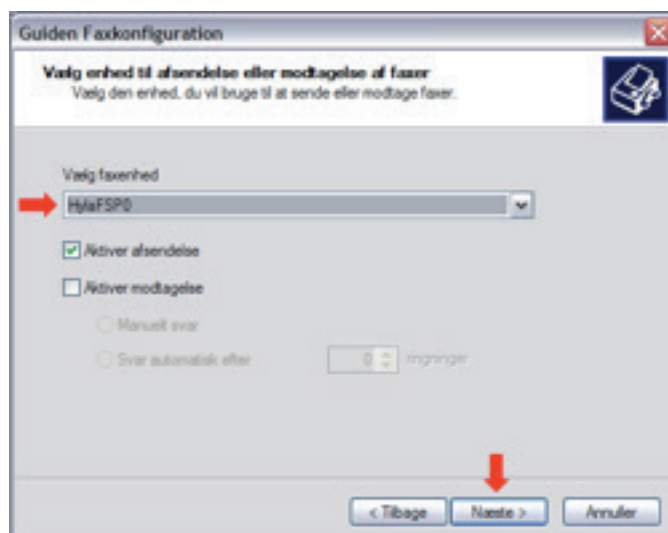 Guiden Faxkonfiguration
Vælg enhed til afsendelse eller modtagelse af faxer
Vælg den enhed, du vil bruge til at sende eller modtage faxer.
Vælg faxenhed
HylaFSP0
Aktiver afsendelse
Aktiver modtagelse
Manuelt svar
Svar automatisk efter 0 ringninger
< Tilbage Næste > Annuller